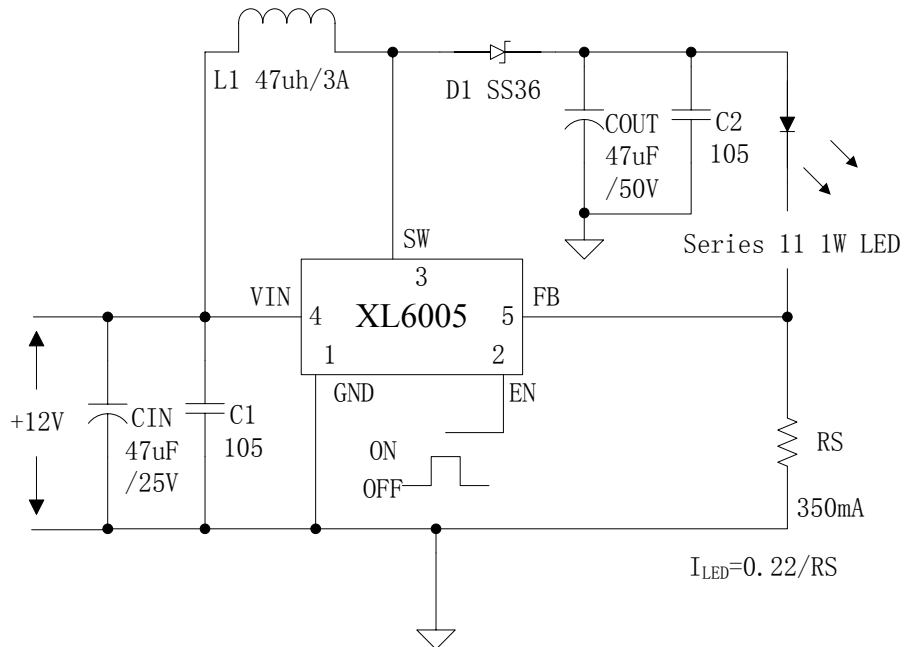 L1 47uh/3A
D1 SS36
COUT
47uF
/50V
C2
105
Series 11 1W LED
SW
3
VIN
4
XL6005
5
FB
1
2
GND
EN
+12V
CIN
47uF
/25V
C1
105
ON
OFF
RS
350mA
ILED=0.22/RS